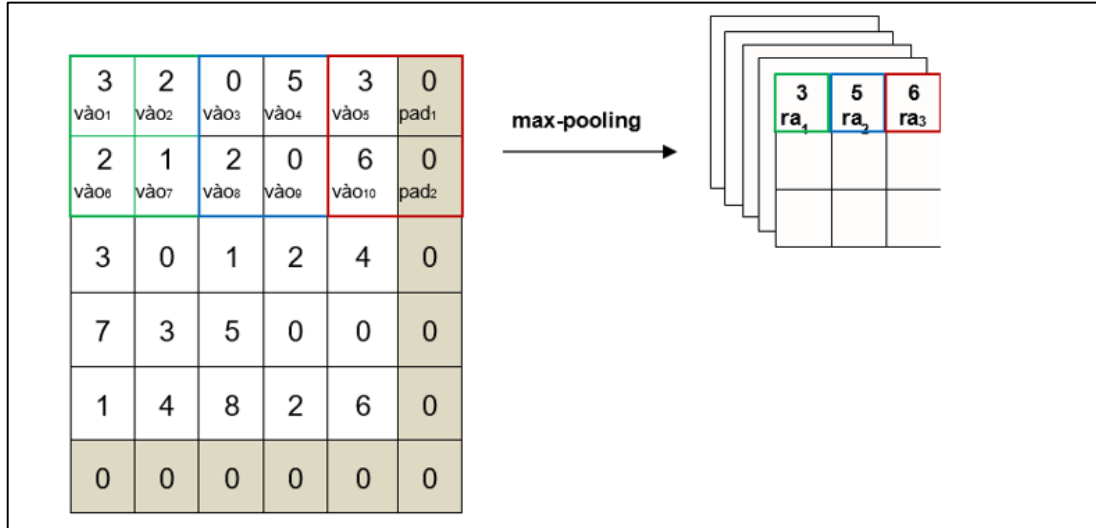 3 2 0 5 3 0
vào₁ vào₂ vào₃ vào₄ vào₅ pad₁
2 1 2 0 6 0
vào₆ vào₇ vào₈ vào₉ vào₁₀ pad₂
3 0 1 2 4 0
7 3 5 0 0 0
1 4 8 2 6 0
0 0 0 0 0 0
max-pooling
3 5 6
ra₁ ra₂ ra₃